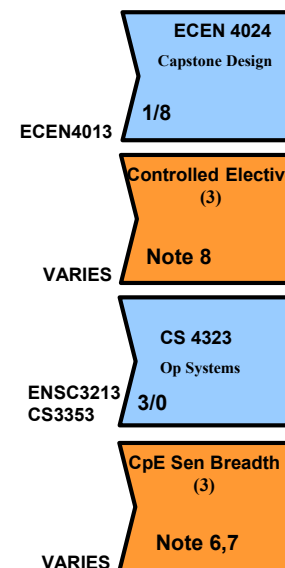 ECEN 4024
Capstone Design
1/8
ECEN4013
Controlled Electiv
(3)
Note 8
VARIES
CS 4323
Op Systems
ENSC3213
CS3353
3/0
CpE Sen Breadth
(3)
Note 6,7
VARIES